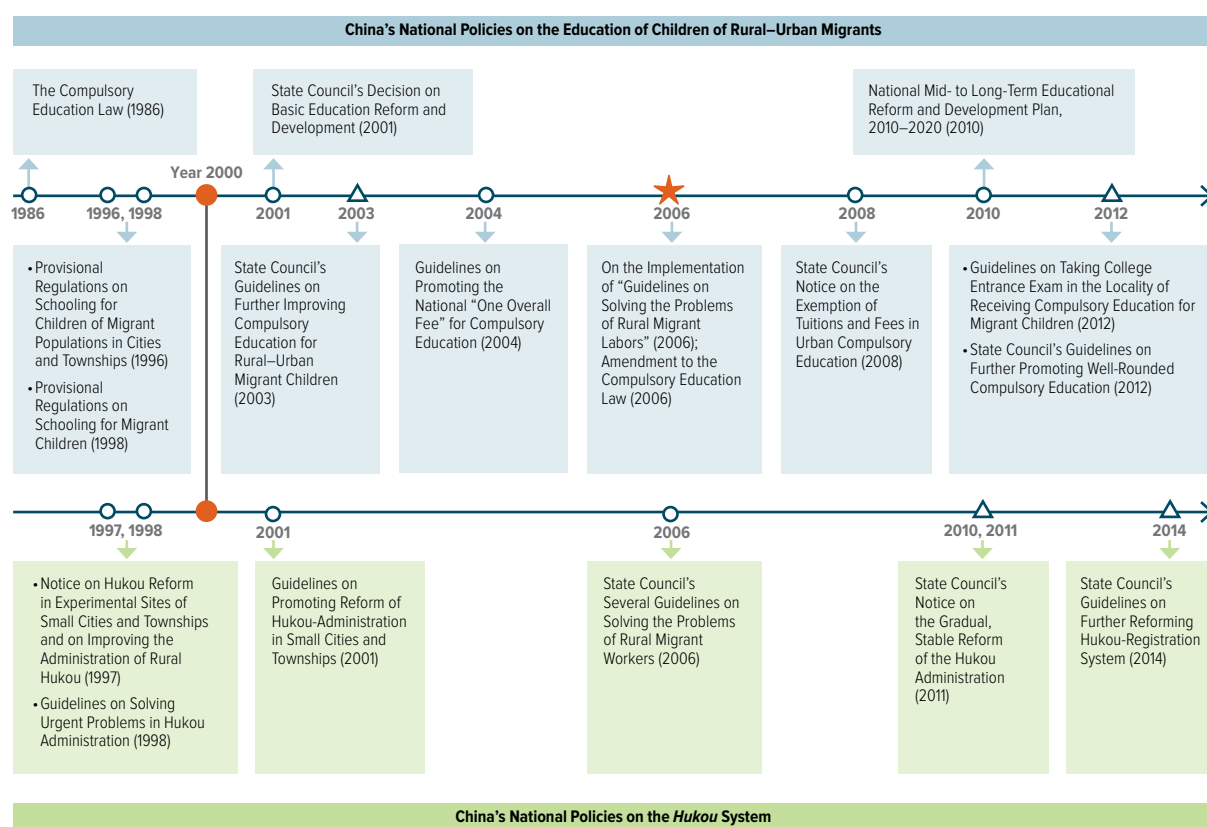 China's National Policies on the Education of Children of Rural–Urban Migrants
The Compulsory
Education Law (1986)
State Council's Decision on
Basic Education Reform and
Development (2001)
National Mid- to Long-Term Educational
Reform and Development Plan,
2010–2020 (2010)
Year 2000
1986
1996, 1998
2001
2003
2004
2006
2008
2010
2012
• Provisional
Regulations on
Schooling for
Children of Migrant
Populations in Cities
and Townships (1996)
• Provisional
Regulations on
Schooling for Migrant
Children (1998)
State Council's
Guidelines on
Further Improving
Compulsory
Education for
Rural–Urban
Migrant Children
(2003)
Guidelines on
Promoting the
National "One Overall
Fee" for Compulsory
Education (2004)
On the Implementation
of "Guidelines on
Solving the Problems
of Rural Migrant
Labors" (2006);
Amendment to the
Compulsory Education
Law (2006)
State Council's
Notice on the
Exemption of
Tuitions and Fees in
Urban Compulsory
Education (2008)
• Guidelines on Taking College
Entrance Exam in the Locality of
Receiving Compulsory Education for
Migrant Children (2012)
• State Council's Guidelines on
Further Promoting Well-Rounded
Compulsory Education (2012)
1997, 1998
2001
2006
2010, 2011
2014
• Notice on Hukou Reform
in Experimental Sites of
Small Cities and Townships
and on Improving the
Administration of Rural
Hukou (1997)
• Guidelines on Solving
Urgent Problems in Hukou
Administration (1998)
Guidelines on
Promoting Reform of
Hukou-Administration
in Small Cities and
Townships (2001)
State Council's
Several Guidelines on
Solving the Problems
of Rural Migrant
Workers (2006)
State Council's
Notice on
the Gradual,
Stable Reform
of the Hukou
Administration
(2011)
State Council's
Guidelines on
Further Reforming
Hukou-Registration
System (2014)
China's National Policies on the Hukou System